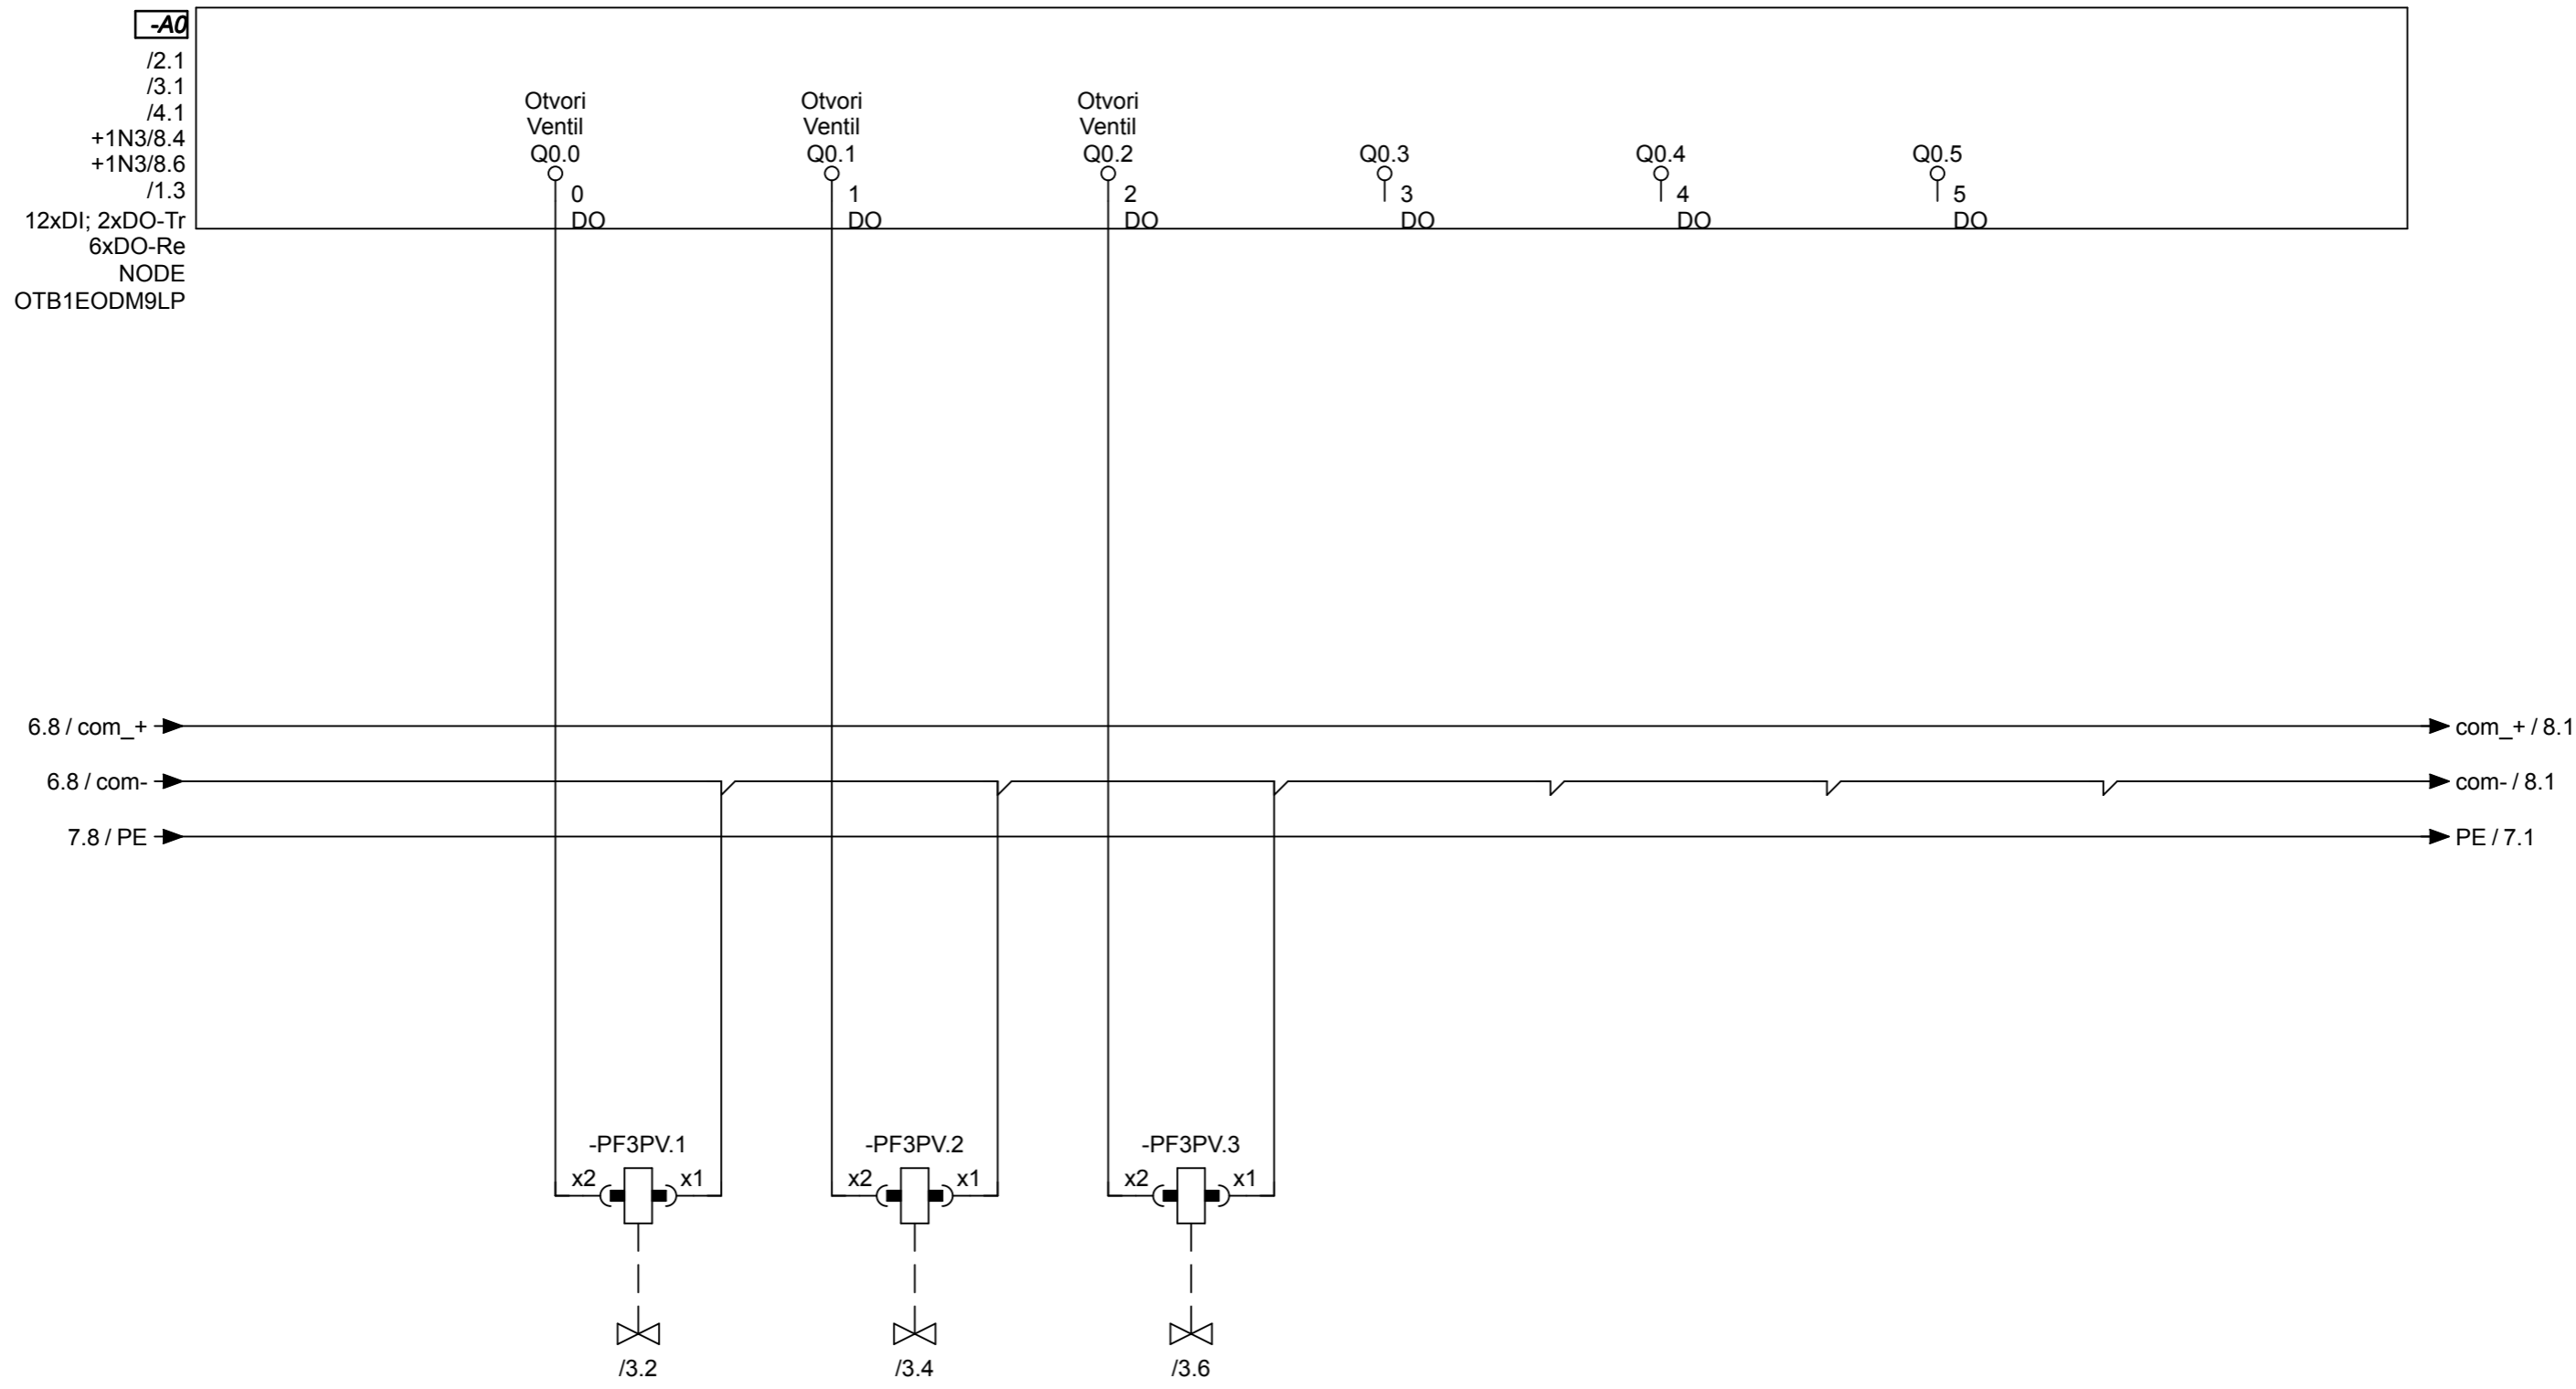 -A0
/2.1
/3.1
/4.1
+1N3/8.4
+1N3/8.6
/1.3
12xDI; 2xDO-Tr
6xDO-Re
NODE
OTB1EODM9LP
Otvori
Ventil
Q0.0
0
DO
Otvori
Ventil
Q0.1
1
DO
Otvori
Ventil
Q0.2
2
DO
Q0.3
3
DO
Q0.4
4
DO
Q0.5
5
DO
6.8 / com_+
com_+ / 8.1
6.8 / com-
com- / 8.1
7.8 / PE
PE / 7.1
-PF3PV.1
x2 x1
/3.2
-PF3PV.2
x2 x1
/3.4
-PF3PV.3
x2 x1
/3.6